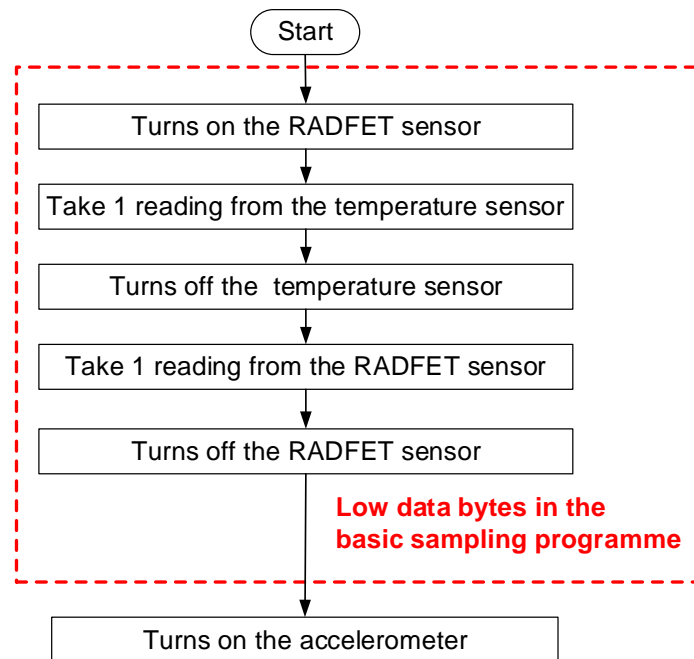 Start
Turns on the RADFET sensor
Take 1 reading from the temperature sensor
Turns off the  temperature sensor
Take 1 reading from the RADFET sensor
Turns off the RADFET sensor
Low data bytes in the
basic sampling programme
Turns on the accelerometer